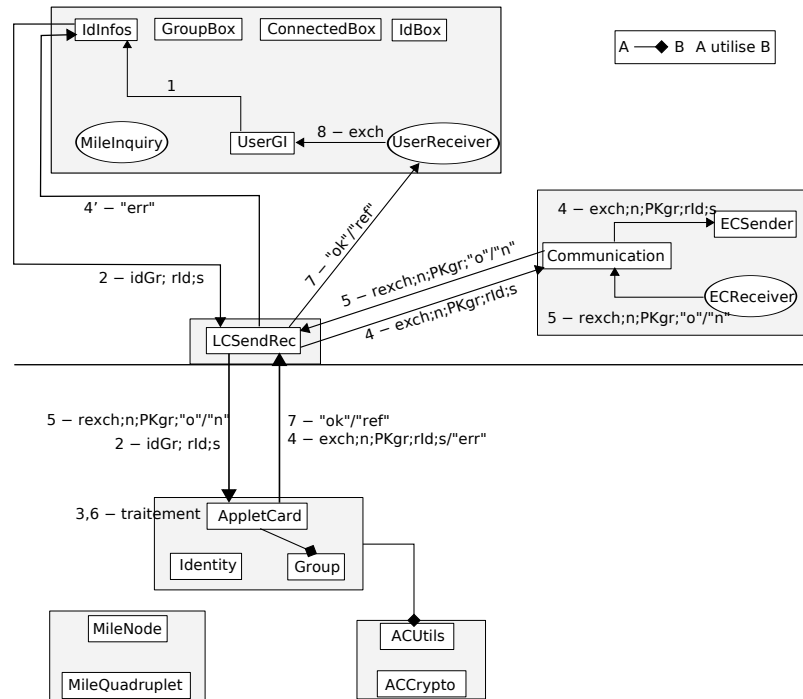 IdInfos
GroupBox
ConnectedBox
IdBox
A B A utilise B
1
MileInquiry
UserGI
8 − exch
UserReceiver
4’ − "err"
7 − "ok"/"ref"
4 − exch;n;PKgr;rId;s
ECSender
Communication
ECReceiver
5 − rexch;n;PKgr;"o"/"n"
2 − idGr; rId;s
5 − rexch;n;PKgr;"o"/"n"
4 − exch;n;PKgr;rId;s
LCSendRec
5 − rexch;n;PKgr;"o"/"n"
2 − idGr; rId;s
7 − "ok"/"ref"
4 − exch;n;PKgr;rId;s/"err"
3,6 − traitement
AppletCard
Identity
Group
MileNode
MileQuadruplet
ACUtils
ACCrypto